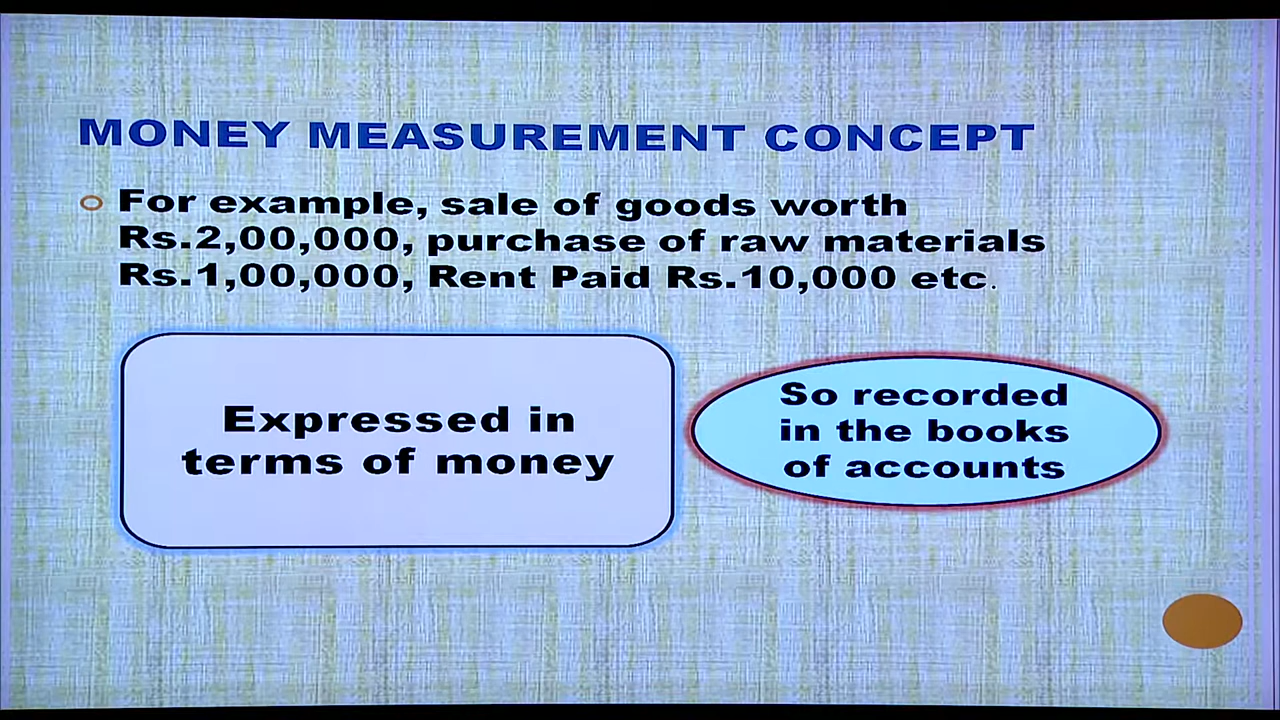 MONEY MEASUREMENT CONCEPT
For example, sale of goods worth
Rs.2,00,000, purchase of raw materials
Rs.1,00,000, Rent Paid Rs.10,000 etc.
Expressed in
terms of money
So recorded
in the books
of accounts